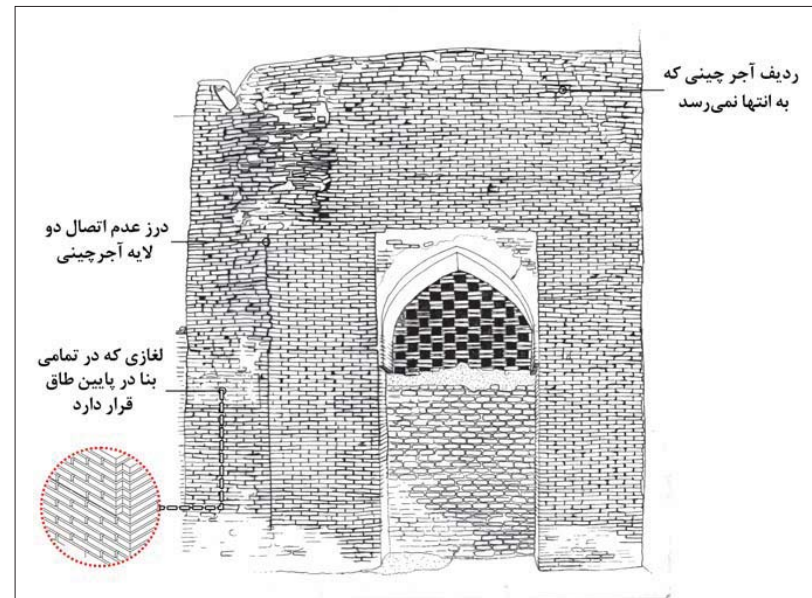 ردیف آجر چینی که
به انتها نمی‌رسد
درز عدم اتصال دو
لایه آجرچینی
لغازی که در تمامی
بنا در پایین طاق
قرار دارد